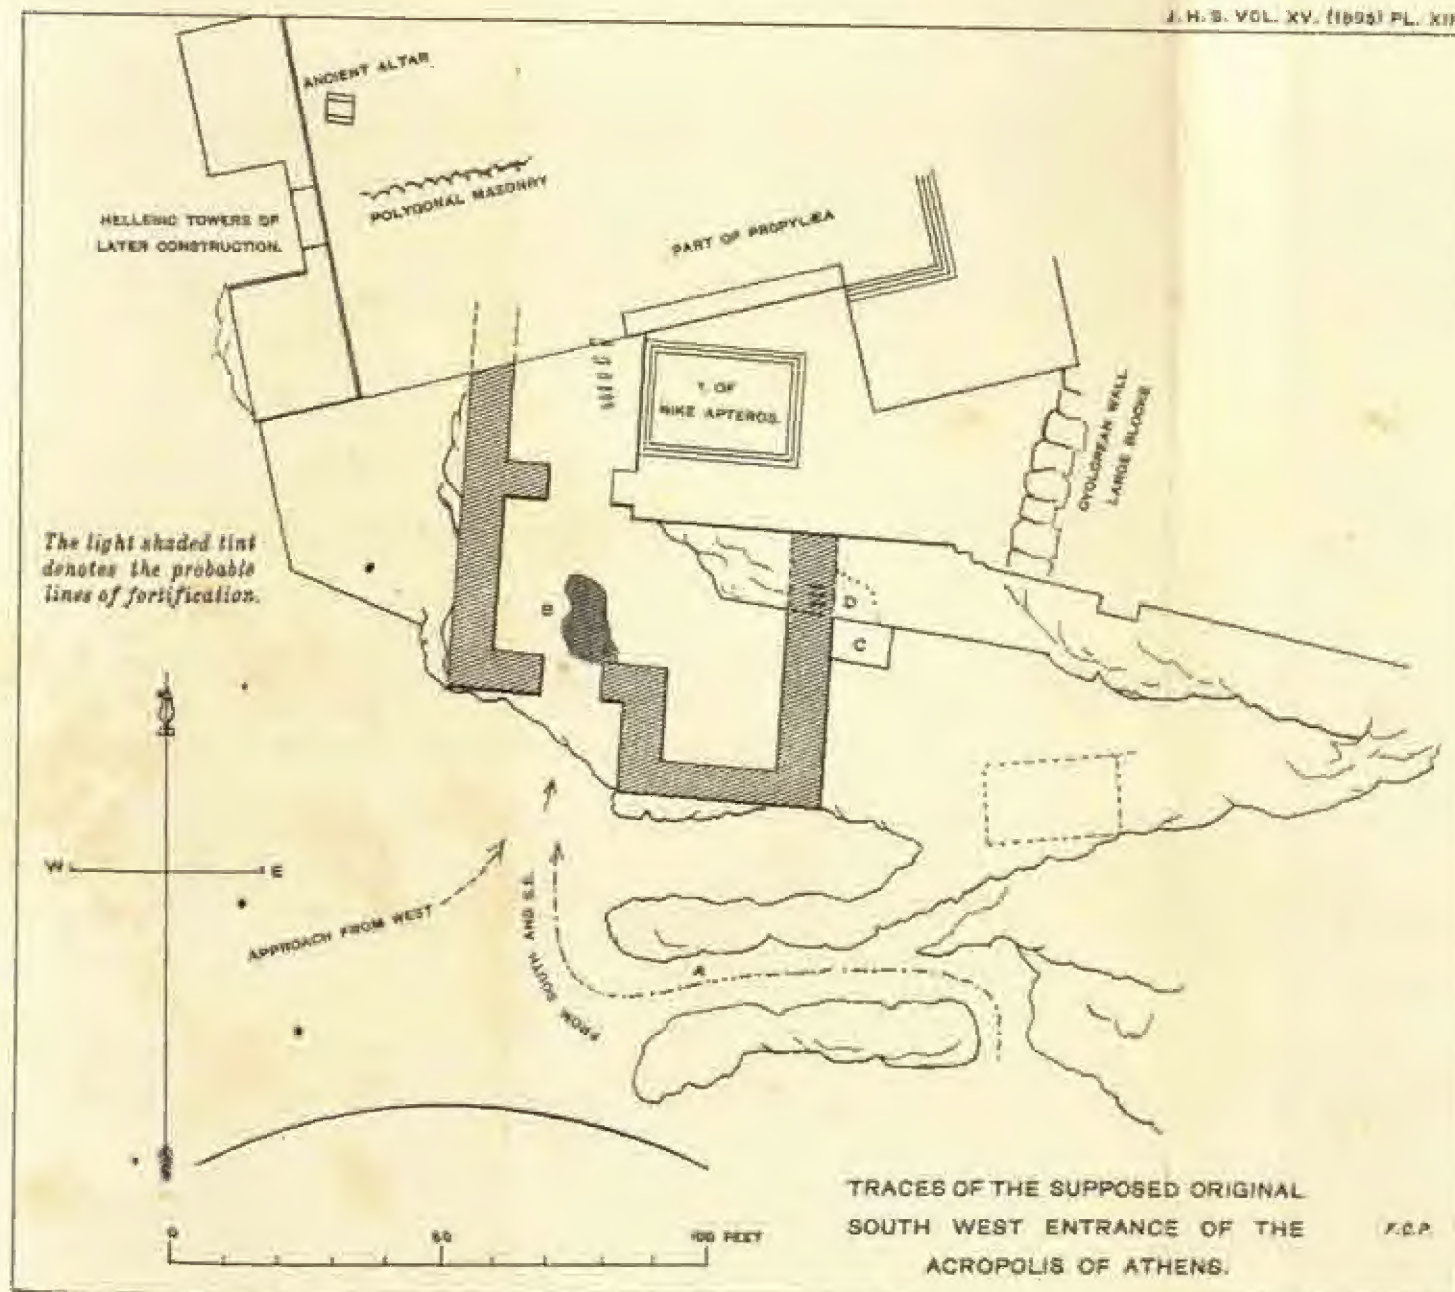 J. H. S. VOL. XV. (1895) PL. XIII
ANCIENT ALTAR
POLYGONAL MASONRY
HELLENIC TOWERS OF
LATER CONSTRUCTION.
PART OF PROPYLÆA
T. OF
NIKE APTEROS.
CYCLOPEAN WALL
LARGE BLOCKS
The light shaded tint
denotes the probable
lines of fortification.
B
D
C
W
E
APPROACH FROM WEST
FROM SOUTH AND S.E.
A
0
50
100 FEET
TRACES OF THE SUPPOSED ORIGINAL
SOUTH WEST ENTRANCE OF THE
ACROPOLIS OF ATHENS.
F.C.P.